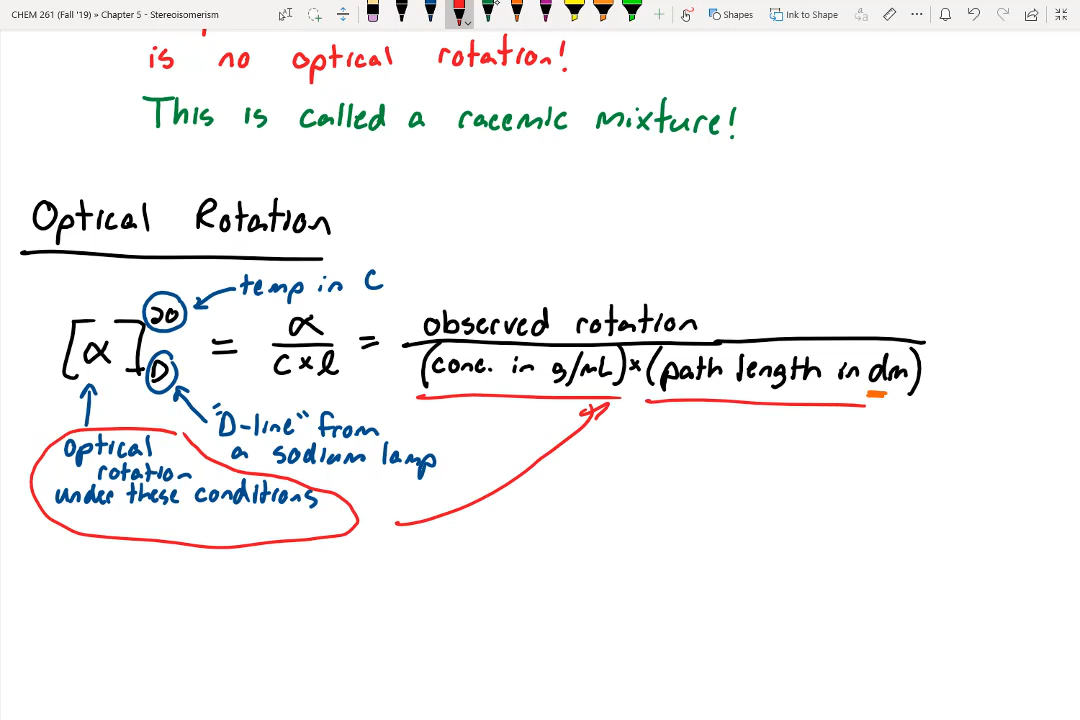 CHEM 261 (Fall '19) > Chapter 5 - Stereoisomerism
Shapes
Ink to Shape
is no optical rotation!
This is called a racemic mixture!
Optical Rotation
temp in C
[α]20D = α/c×l = observed rotation/(conc. in g/mL)×(path length in dm)
"D-line" from
a sodium lamp
Optical
rotation
under these conditions